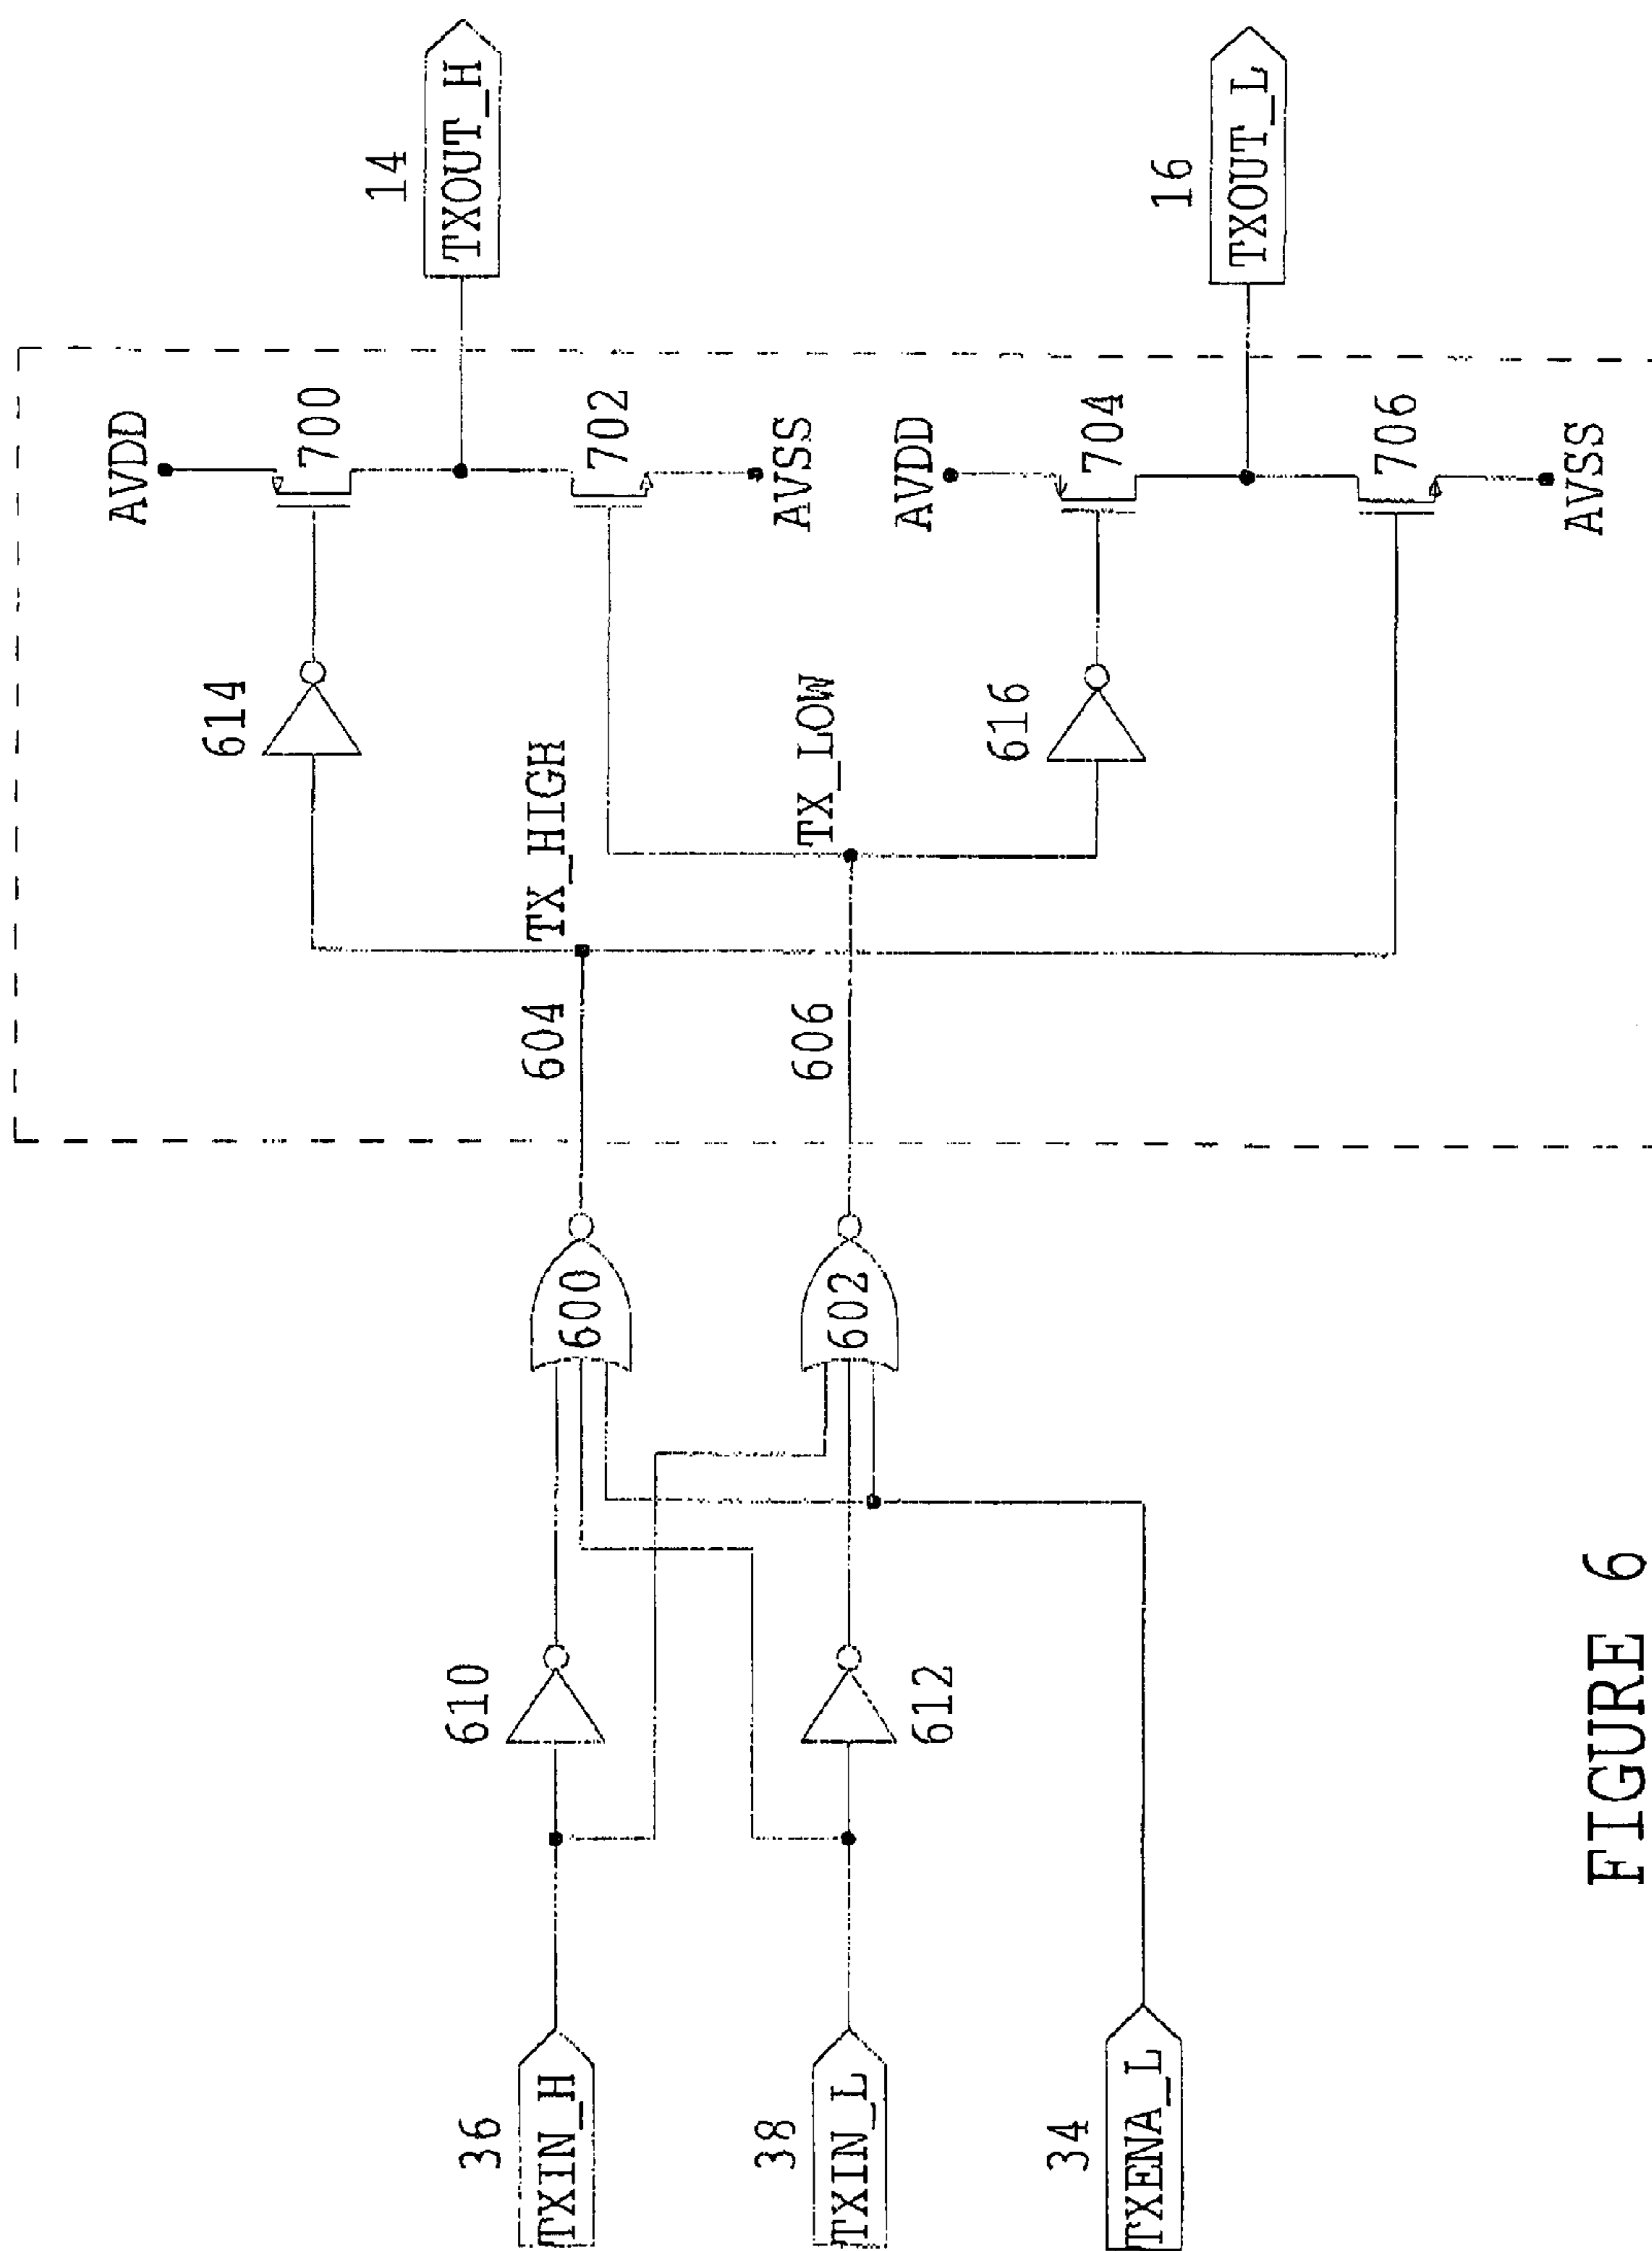 36
TXIN_H
38
TXIN_L
34
TXENA_L
610
612
600
602
604
606
TX_HIGH
TX_LOW
614
616
AVDD
700
702
AVSS
AVDD
704
706
AVSS
14
TXOUT_H
16
TXOUT_L
FIGURE 6